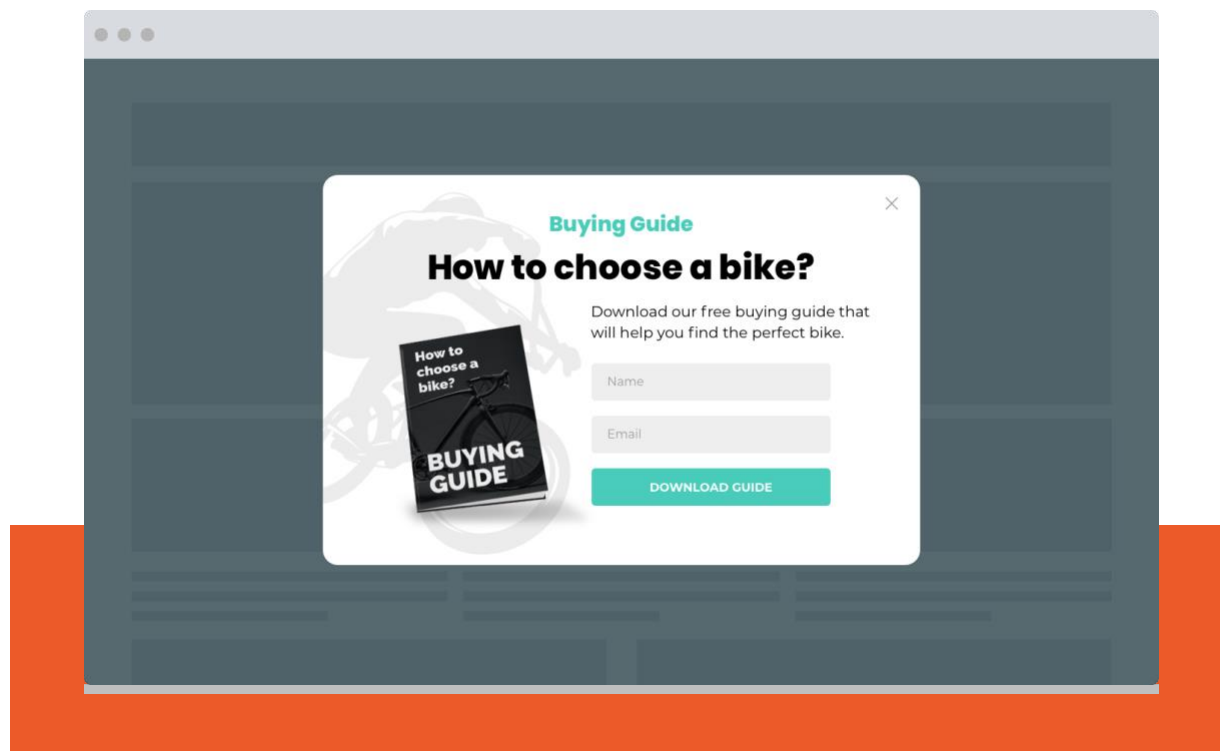 Buying Guide
How to choose a bike?
Download our free buying guide that
will help you find the perfect bike.
How to
choose a
bike?
BUYING
GUIDE
Name
Email
DOWNLOAD GUIDE